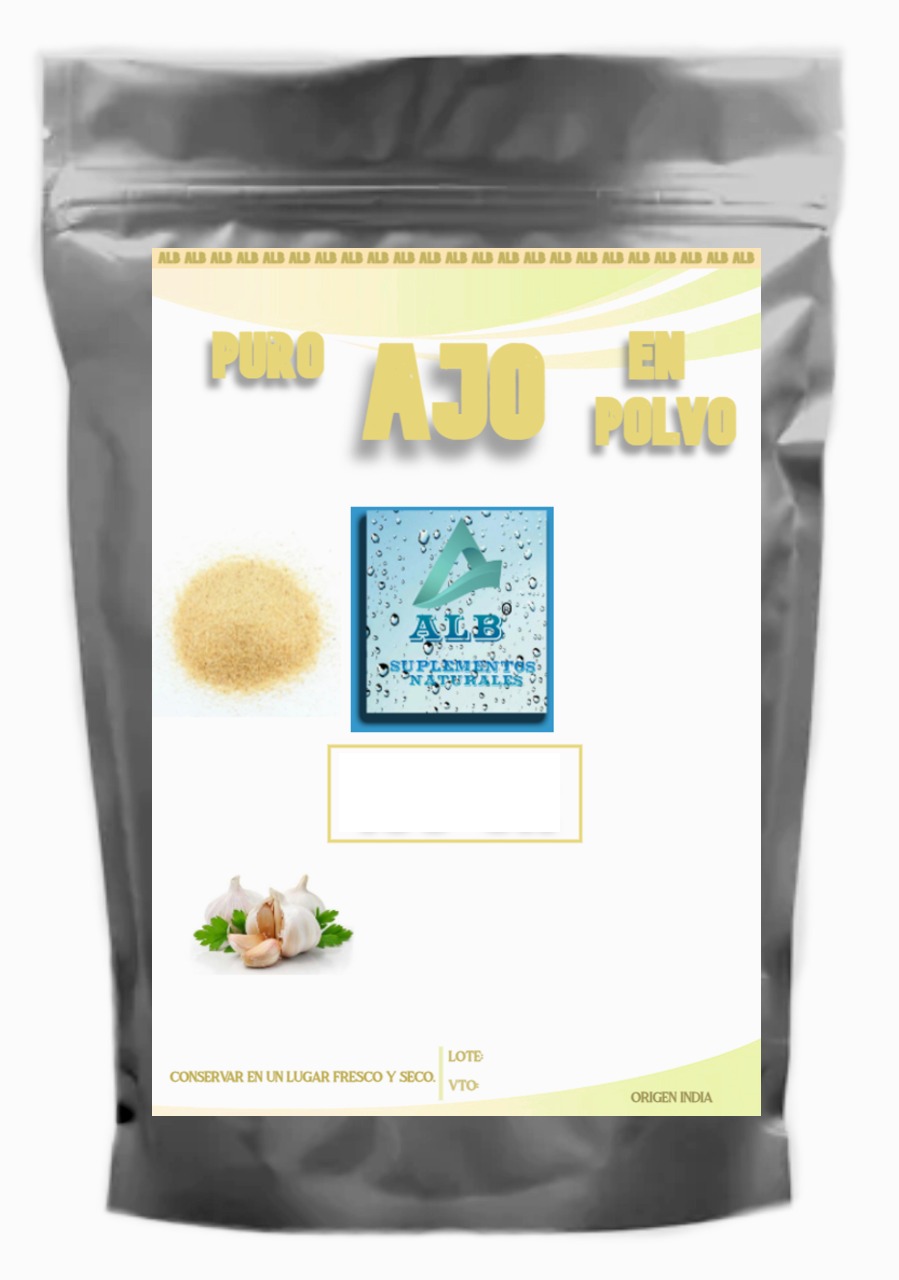 ALB ALB ALB ALB ALB ALB ALB ALB ALB ALB ALB ALB ALB ALB ALB ALB ALB ALB ALB ALB ALB ALB ALB
PURO AJO EN POLVO
ALB®
SUPLEMENTOS
NATURALES
CONSERVAR EN UN LUGAR FRESCO Y SECO.
LOTE:
VTO:
ORIGEN INDIA